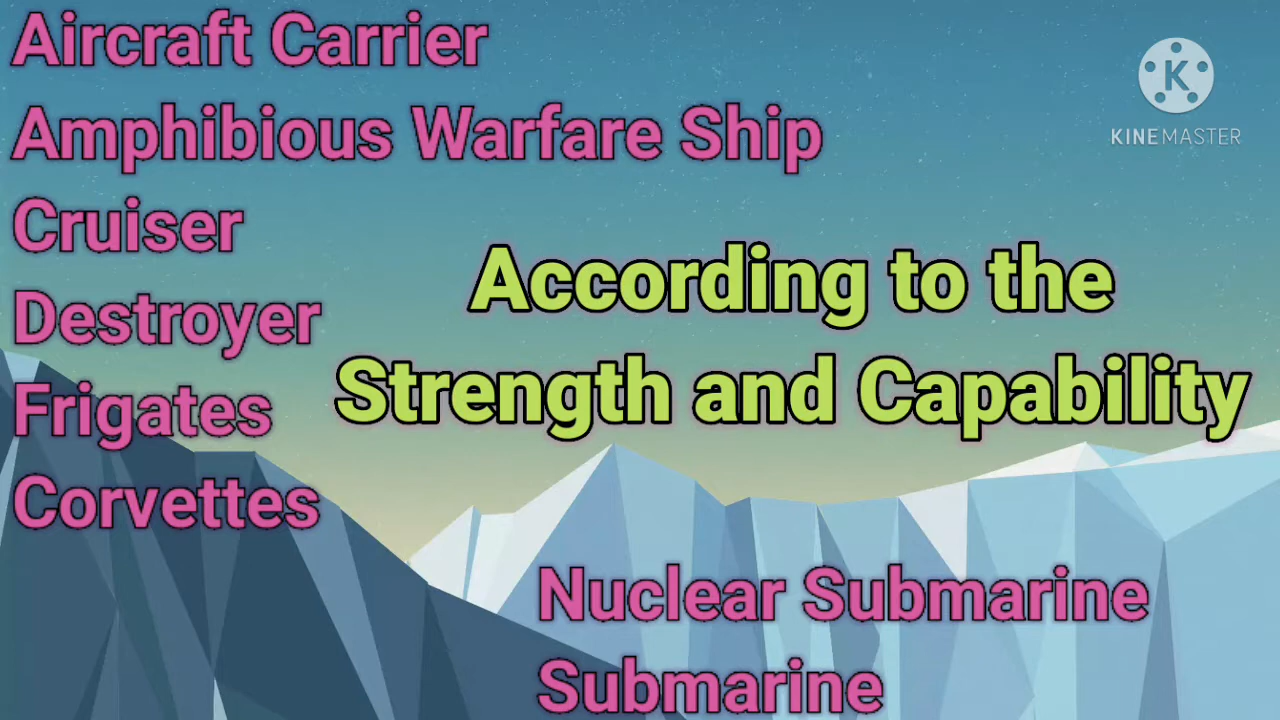 Aircraft Carrier
Amphibious Warfare Ship
Cruiser
Destroyer
Frigates
Corvettes
K
KINEMASTER
According to the
Strength and Capability
Nuclear Submarine
Submarine